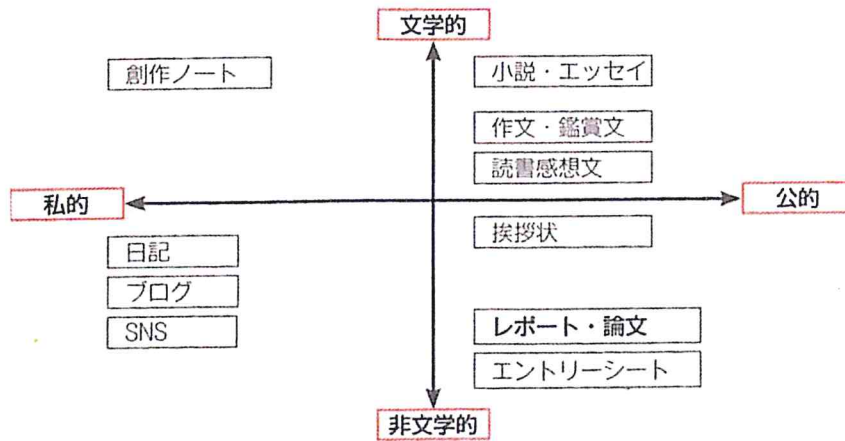 文学的
創作ノート
小説・エッセイ
作文・鑑賞文
読書感想文
私的
公的
挨拶状
日記
ブログ
SNS
レポート・論文
エントリーシート
非文学的